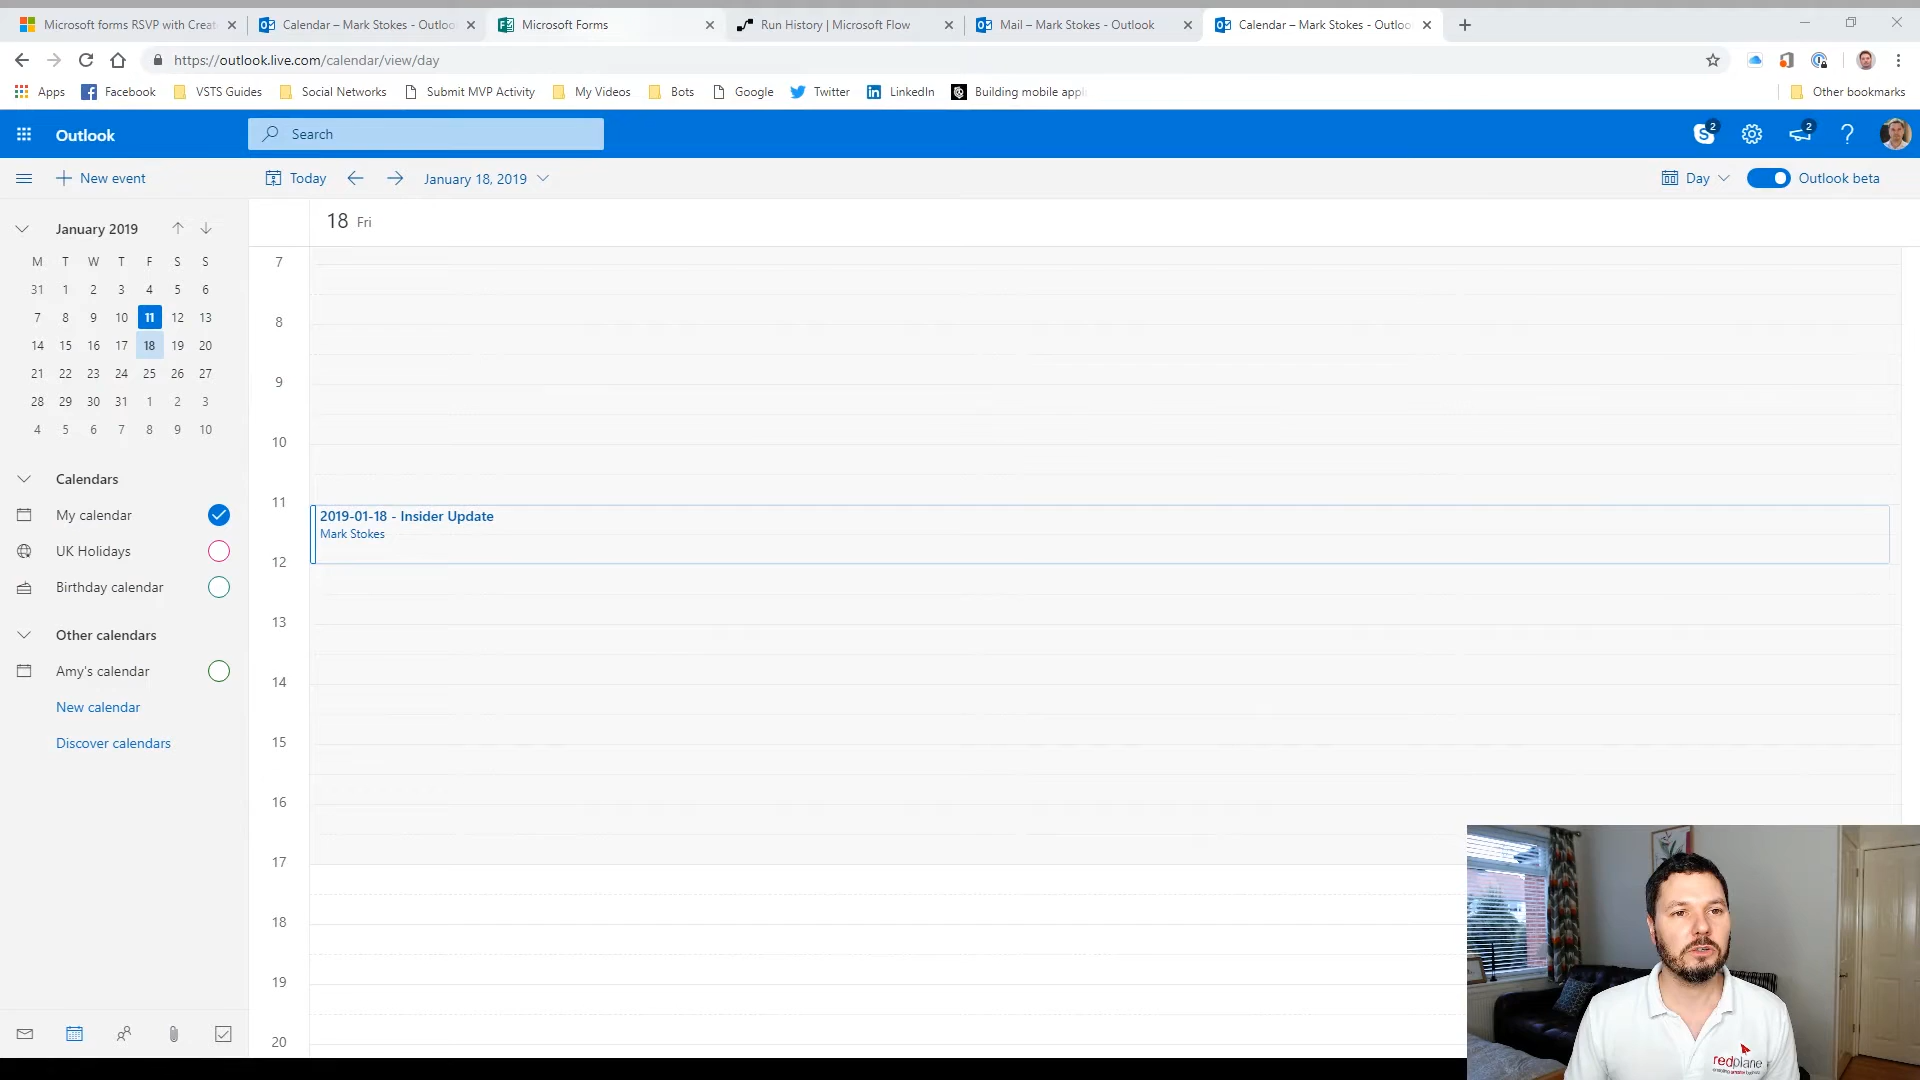 Microsoft forms RSVP with Creat
Calendar – Mark Stokes - Outloo
Microsoft Forms
Run History | Microsoft Flow
Mail – Mark Stokes - Outlook
Calendar – Mark Stokes - Outloo
https://outlook.live.com/calendar/view/day
Apps
Facebook
VSTS Guides
Social Networks
Submit MVP Activity
My Videos
Bots
Google
Twitter
LinkedIn
Building mobile appl
Other bookmarks
Outlook
Search
2
2
?
New event
Today
January 18, 2019
Day
Outlook beta
January 2019
18 Fri
M T W T F S S
31 1 2 3 4 5 6
7 8 9 10 11 12 13
14 15 16 17 18 19 20
21 22 23 24 25 26 27
28 29 30 31 1 2 3
4 5 6 7 8 9 10
Calendars
My calendar
UK Holidays
Birthday calendar
Other calendars
Amy's calendar
New calendar
Discover calendars
7
8
9
10
11
2019-01-18 - Insider Update
Mark Stokes
12
13
14
15
16
17
18
19
20
redplane